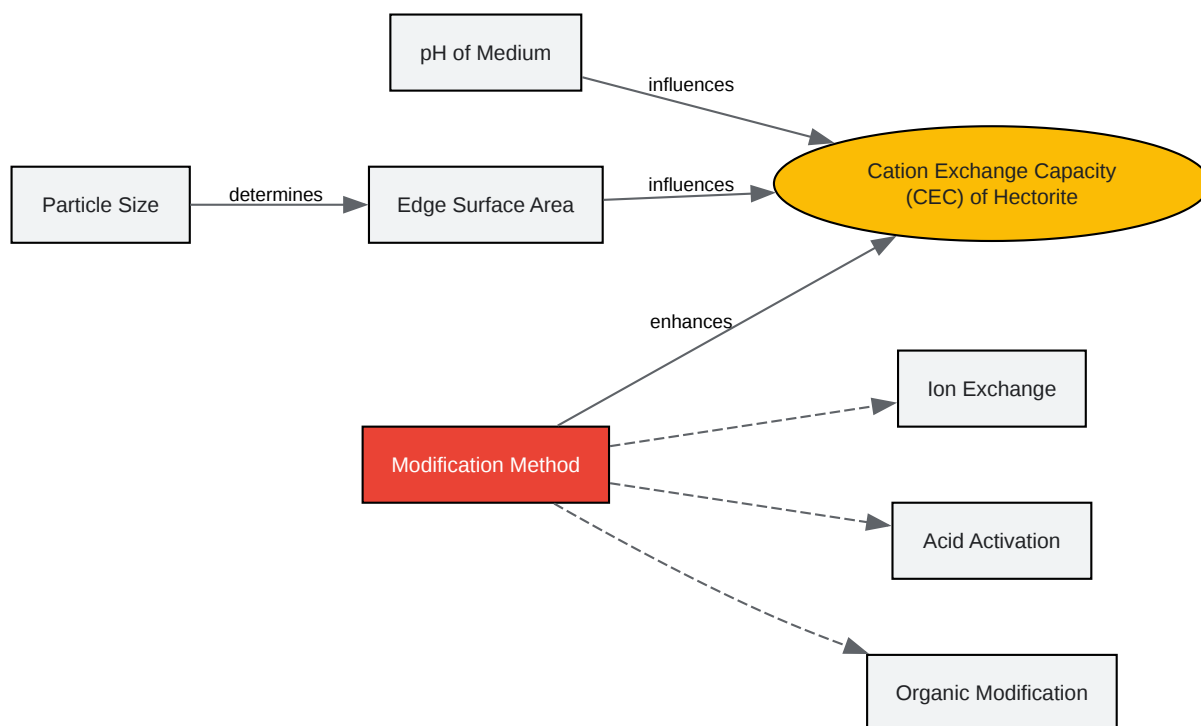 pH of Medium
influences
Cation Exchange Capacity
(CEC) of Hectorite
Particle Size
determines
Edge Surface Area
influences
enhances
Ion Exchange
Modification Method
Acid Activation
Organic Modification